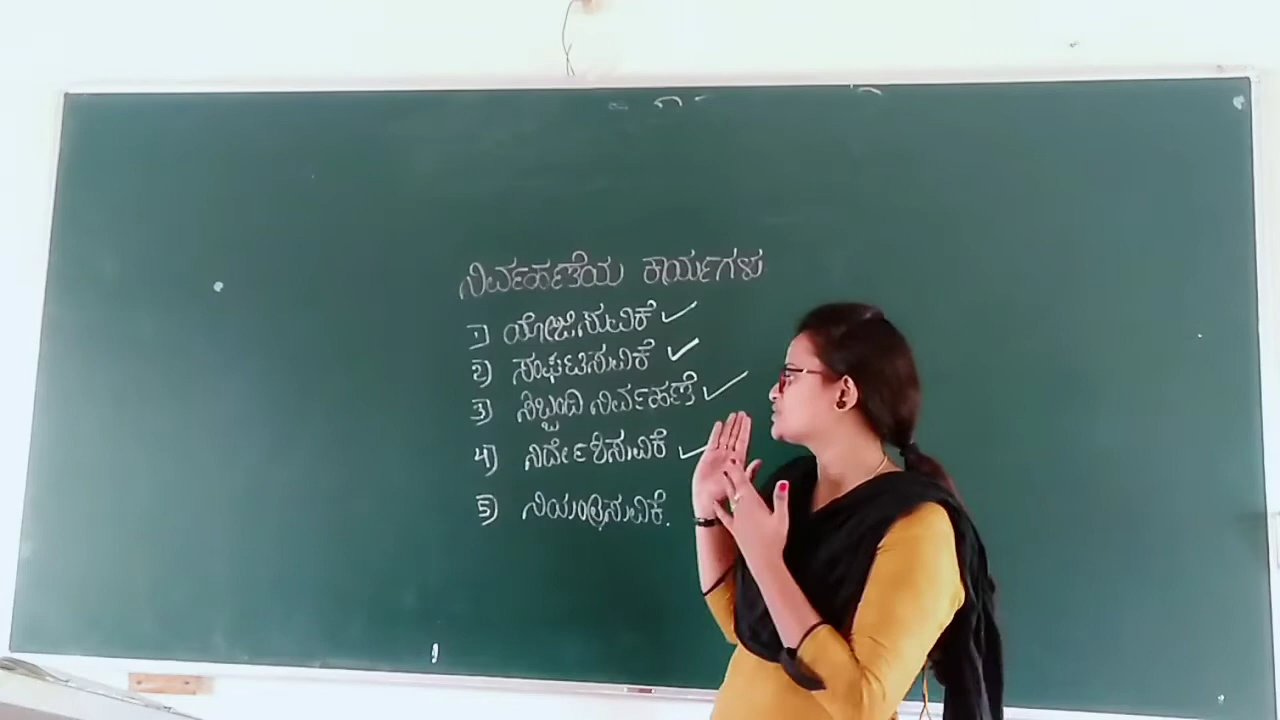 ನಿರ್ವಹಣೆಯ ಕಾರ್ಯಗಳು
1) ಯೋಜಿಸುವಿಕೆ ✓
2) ಸಂಘಟಿಸುವಿಕೆ ✓
3) ಸಿಬ್ಬಂದಿ ನಿರ್ವಹಣೆ ✓
4) ನಿರ್ದೇಶಿಸುವಿಕೆ ✓
5) ನಿಯಂತ್ರಿಸುವಿಕೆ.